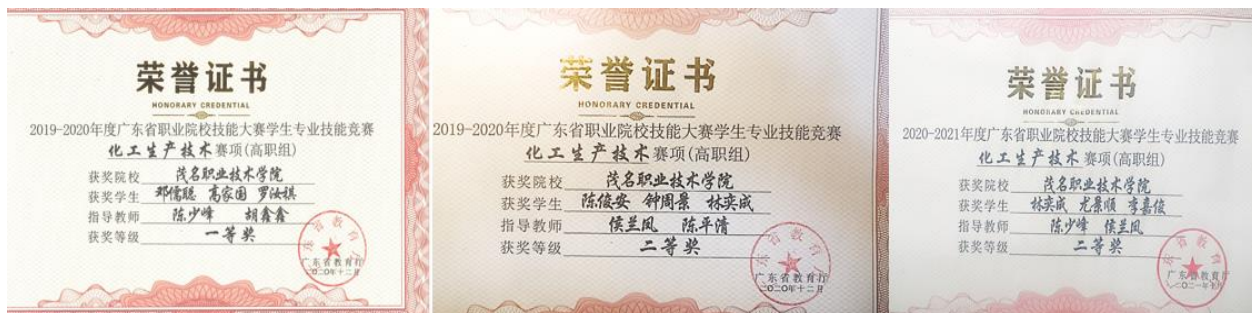 荣誉证书
HONORARY CREDENTIAL
2019-2020年度广东省职业院校技能大赛学生专业技能竞赛
化工生产技术赛项(高职组)
获奖院校 茂名职业技术学院
获奖学生 邓儒聪 高家国 罗汝棋
指导教师 陈少峰 胡鑫鑫
获奖等级 一等奖
广东省教育厅
二〇二〇年十二月
荣誉证书
HONORARY CREDENTIAL
2019-2020年度广东省职业院校技能大赛学生专业技能竞赛
化工生产技术赛项(高职组)
获奖院校 茂名职业技术学院
获奖学生 陈俊安 钟周景 林奕成
指导教师 侯兰凤 陈平清
获奖等级 二等奖
广东省教育厅
二〇二〇年十二月
荣誉证书
HONORARY CREDENTIAL
2020-2021年度广东省职业院校技能大赛学生专业技能竞赛
化工生产技术赛项(高职组)
获奖院校 茂名职业技术学院
获奖学生 林奕成 尤景顺 李嘉俊
指导教师 陈少峰 侯兰凤
获奖等级 二等奖
广东省教育厅